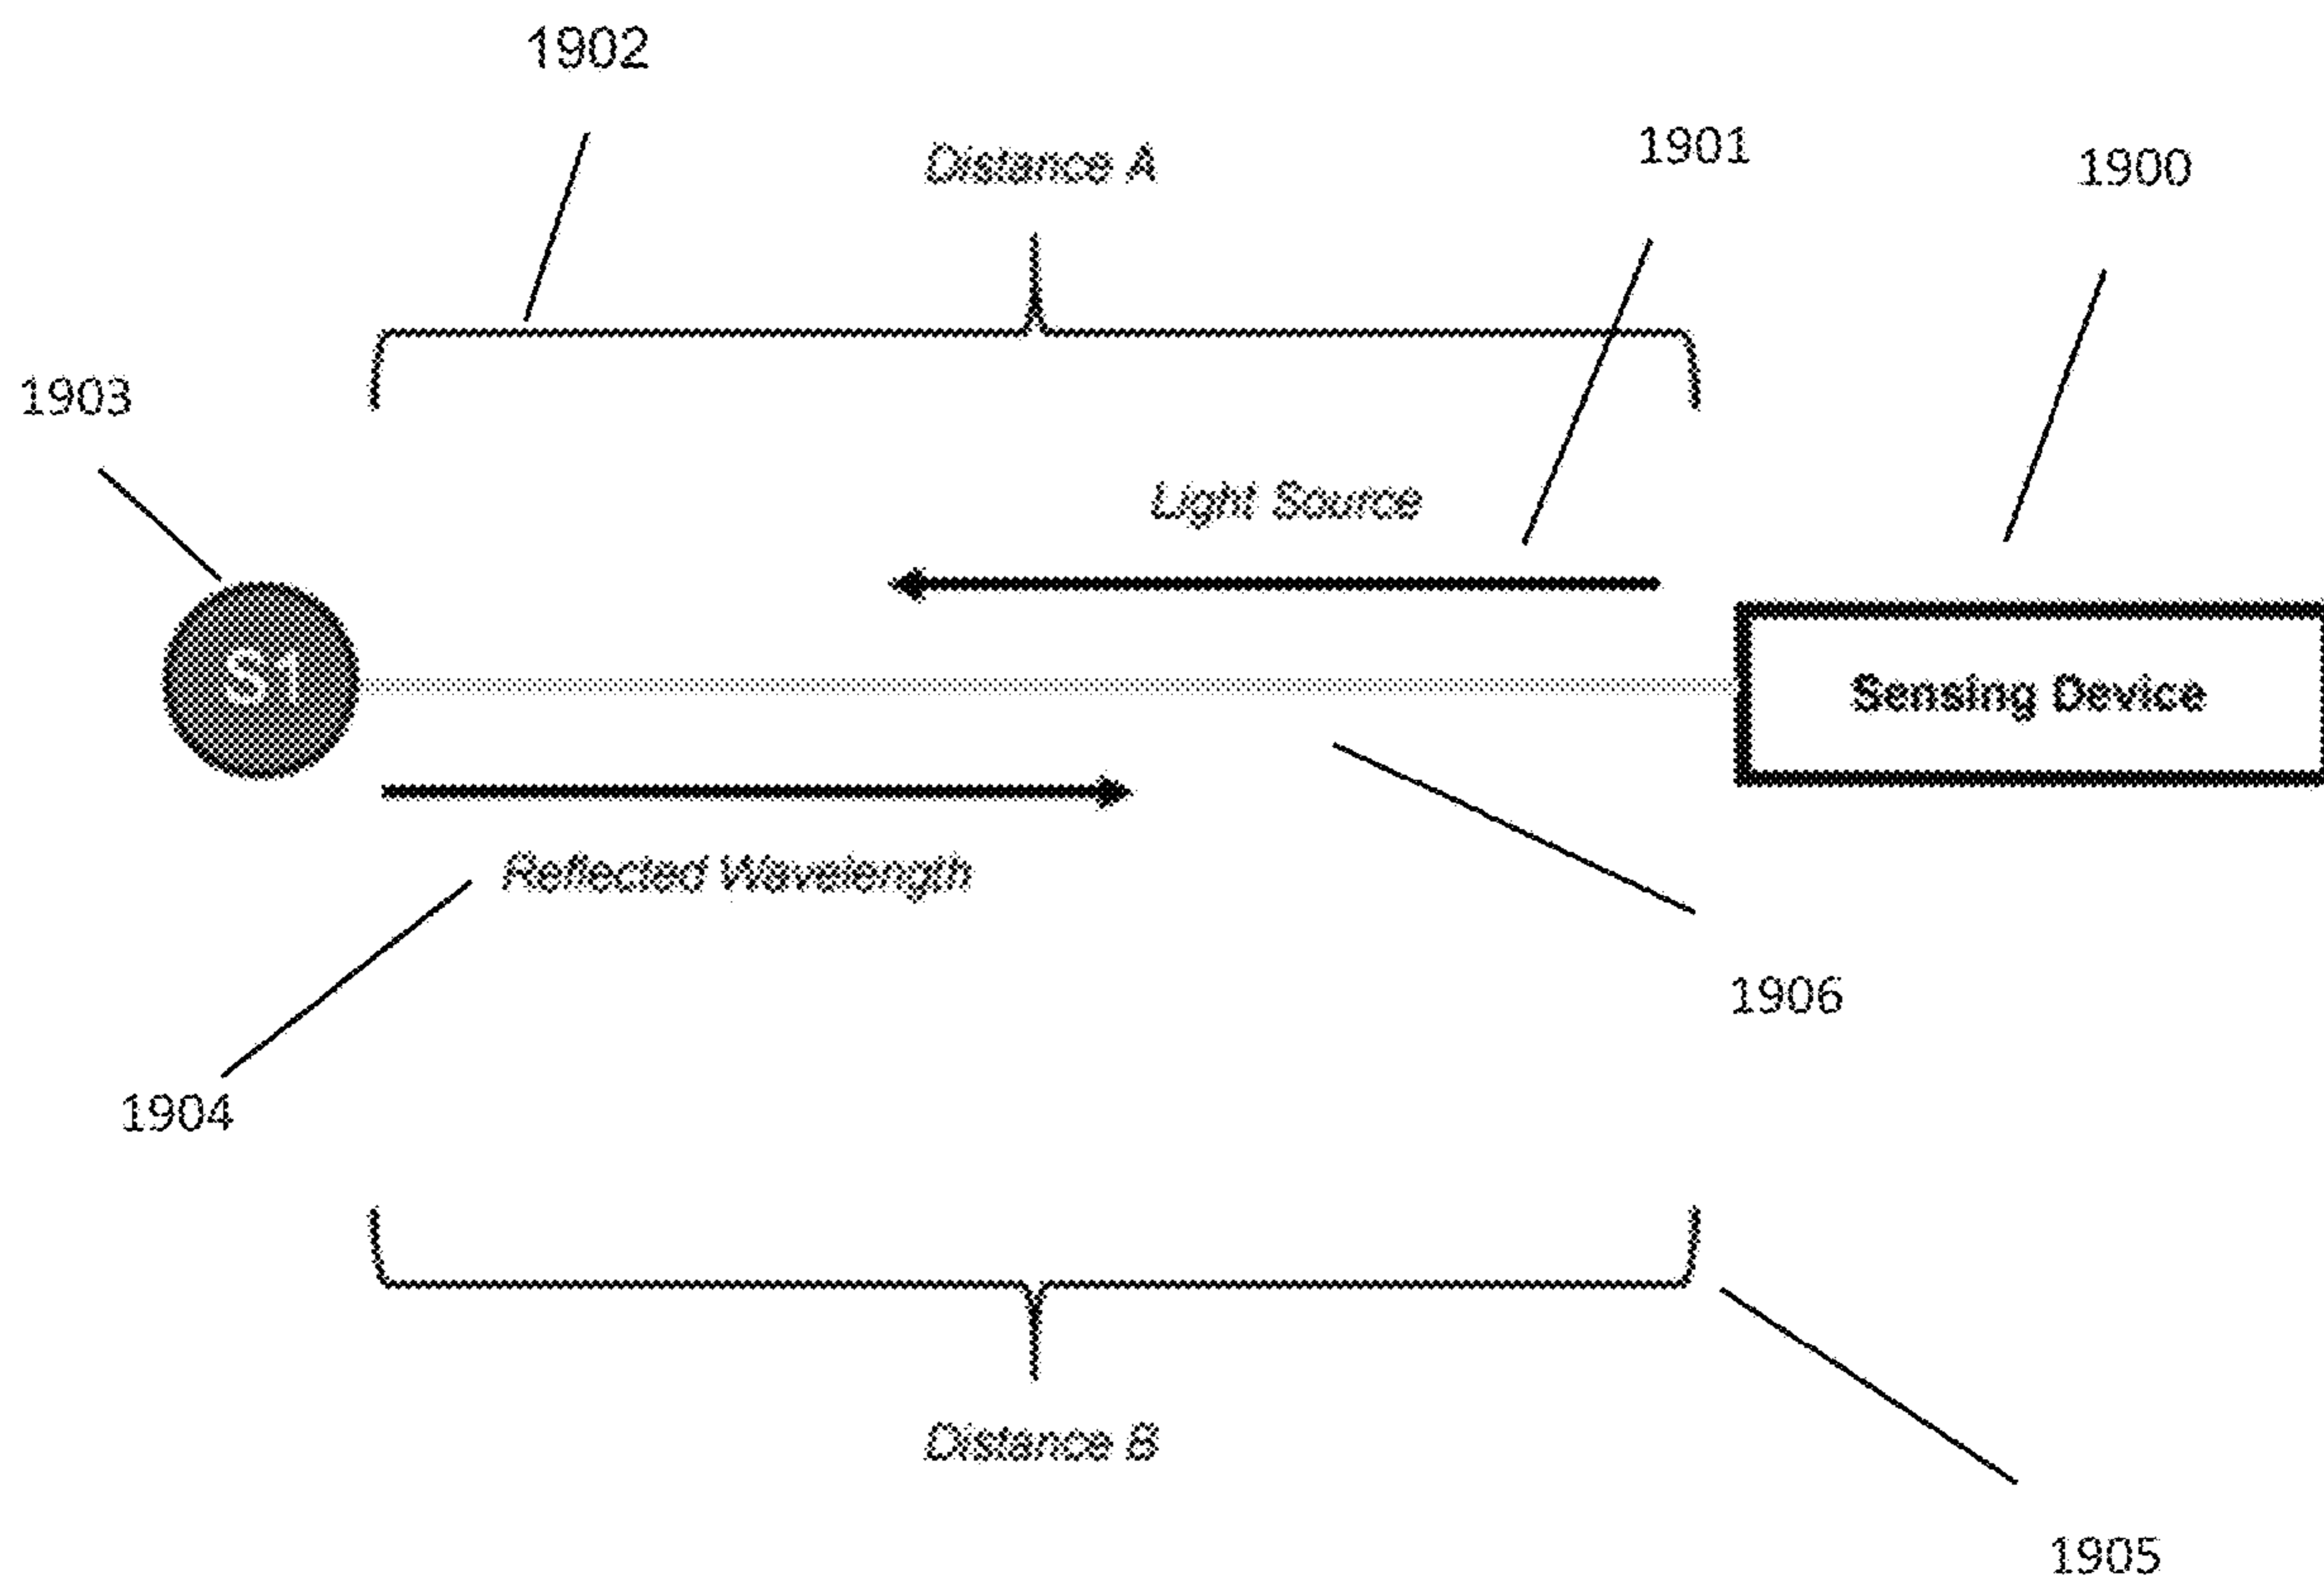 1902
Distance A
1901
1900
1903
Light Source
S1
Sensing Device
Reflected Wavelength
1906
1904
Distance B
1905